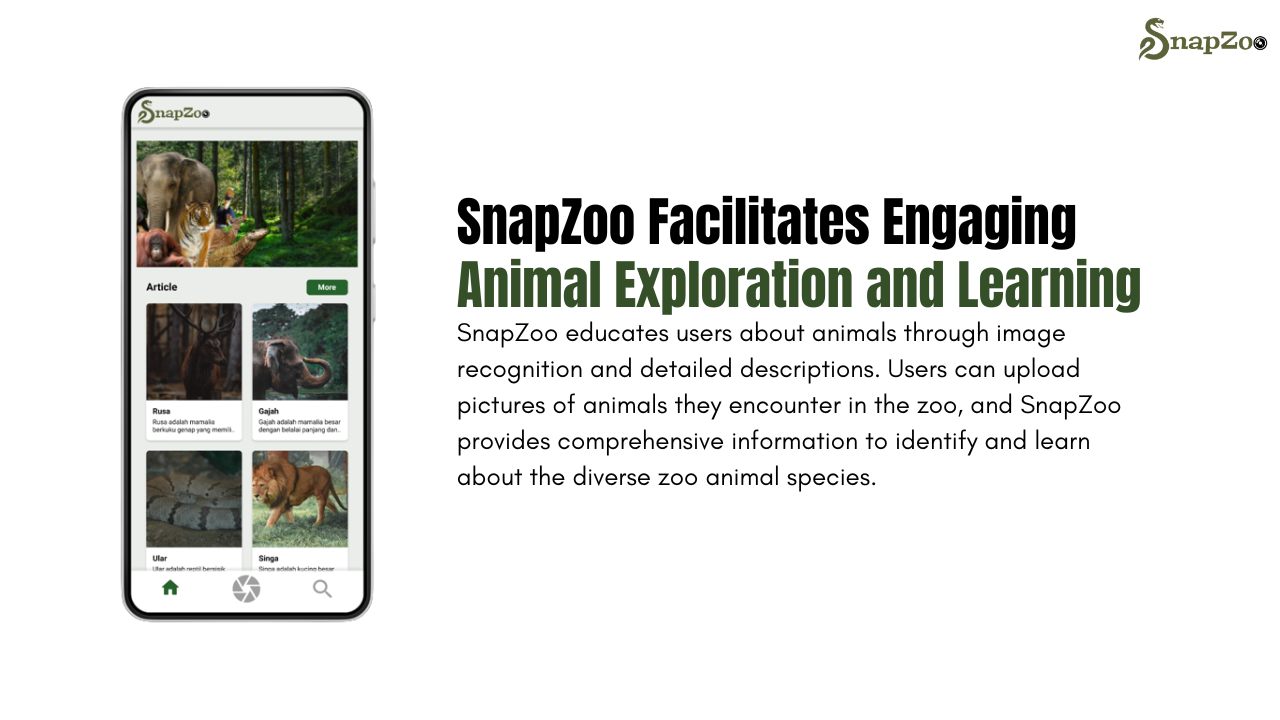 SnapZoo
SnapZoo
Article
More
Rusa
Rusa adalah mamalia
berkuku genap yang memili..
Gajah
Gajah adalah mamalia besar
dengan belalai panjang dan..
Ular
Ular adalah reptil bersisik
Singa
Singa adalah kucing besar
SnapZoo Facilitates Engaging
Animal Exploration and Learning
SnapZoo educates users about animals through image
recognition and detailed descriptions. Users can upload
pictures of animals they encounter in the zoo, and SnapZoo
provides comprehensive information to identify and learn
about the diverse zoo animal species.